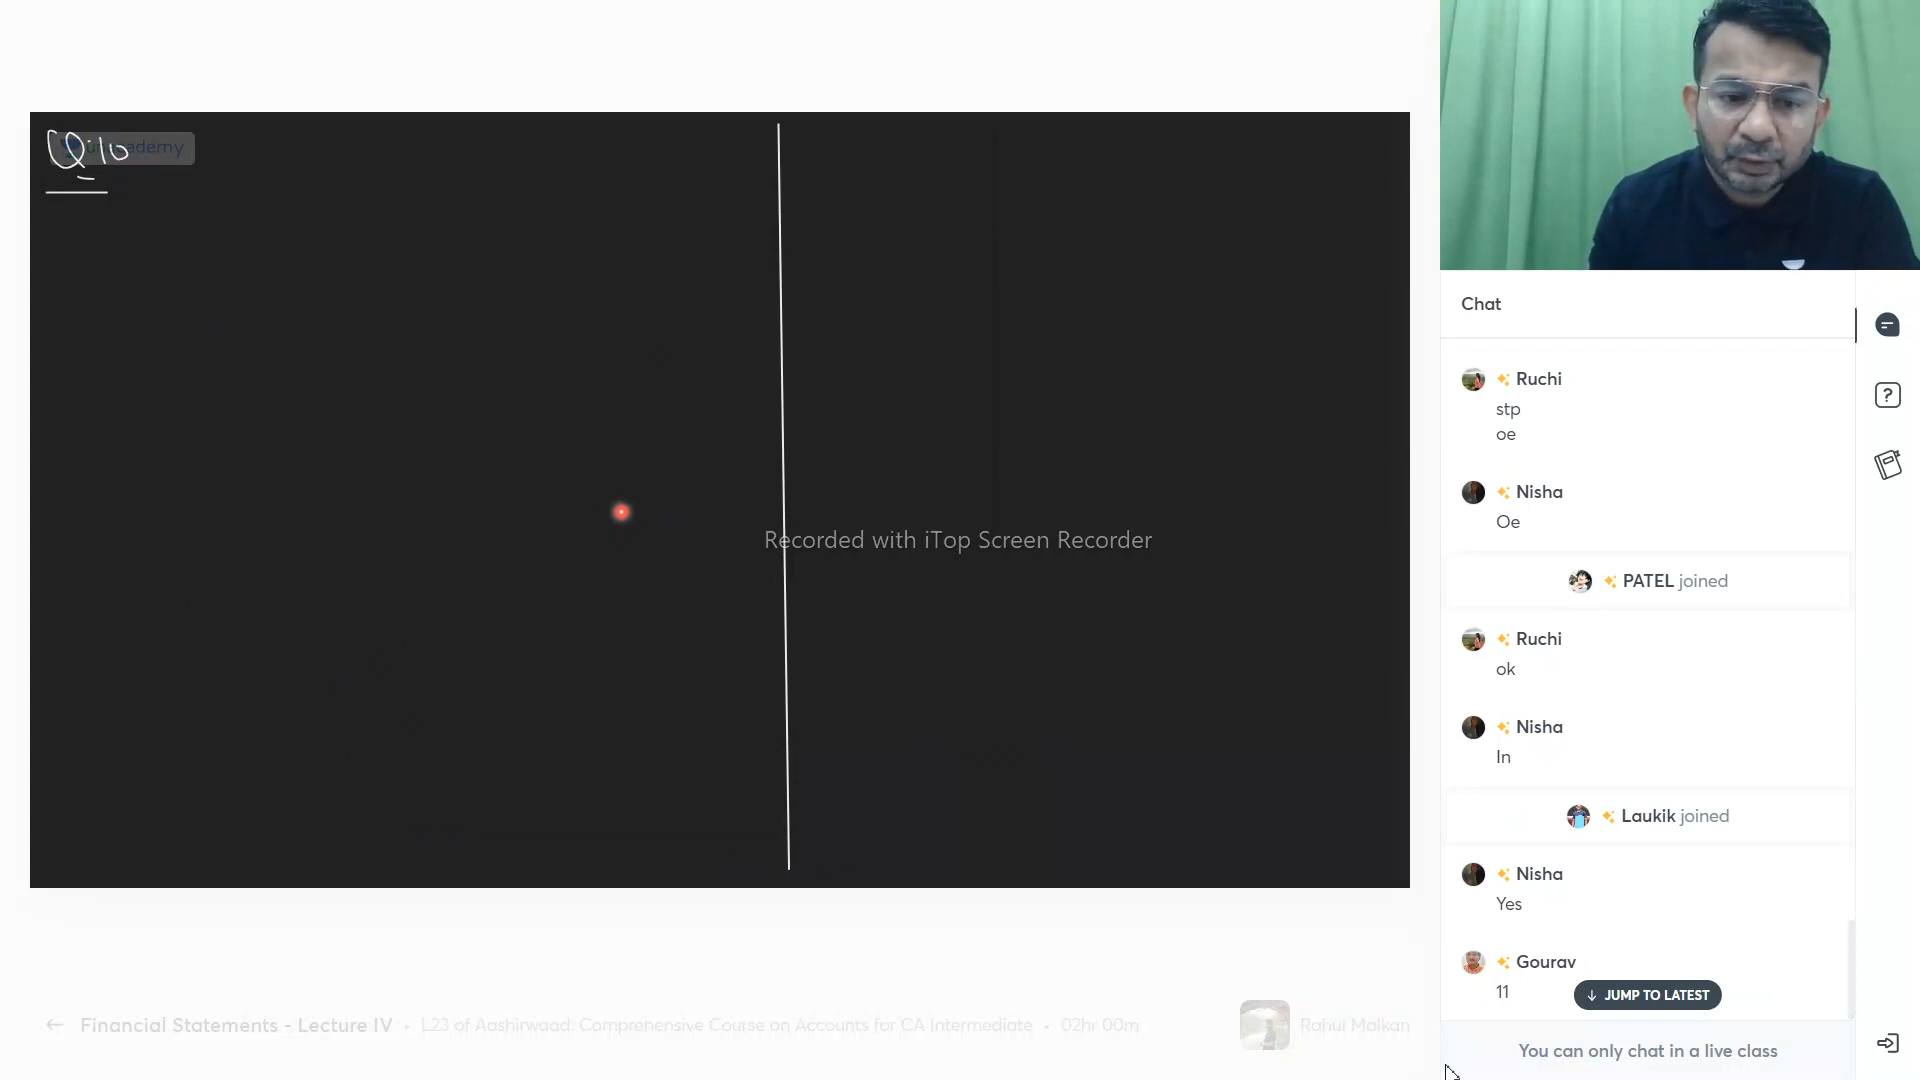 Q.10
unacademy
Recorded with iTop Screen Recorder
Financial Statements - Lecture IV • L23 of Aashirwaad: Comprehensive Course on Accounts for CA Intermediate • 02hr 00m
Rahul Malkan
Chat
Ruchi
stp
oe
Nisha
Oe
PATEL joined
Ruchi
ok
Nisha
In
Laukik joined
Nisha
Yes
Gourav
11
↓ JUMP TO LATEST
You can only chat in a live class